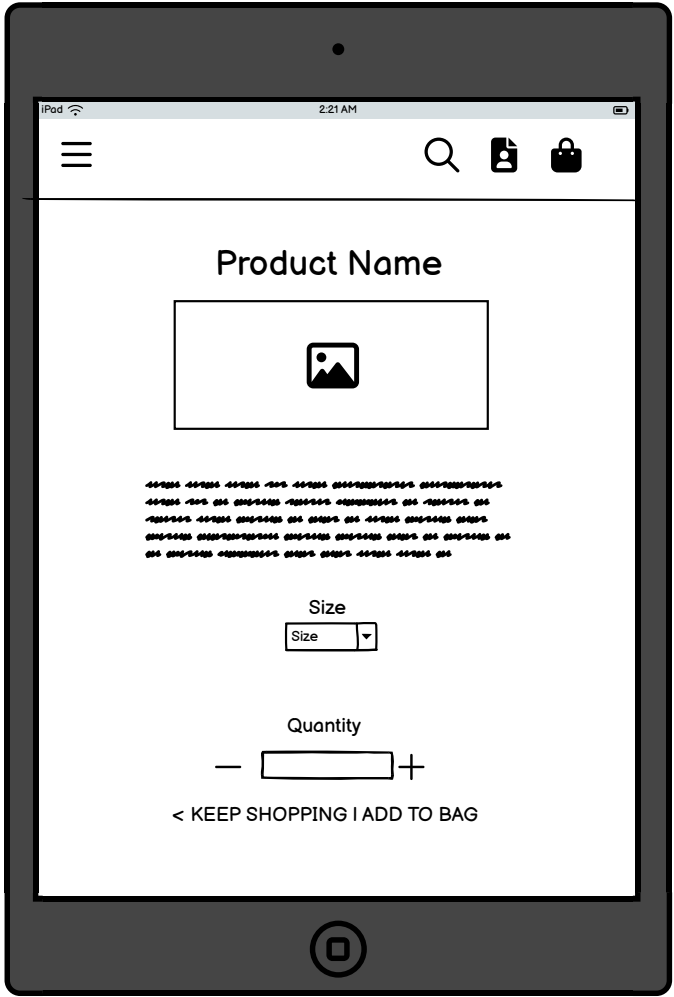 iPad 2:21 AM
Product Name
Size
Size
Quantity
< KEEP SHOPPING | ADD TO BAG